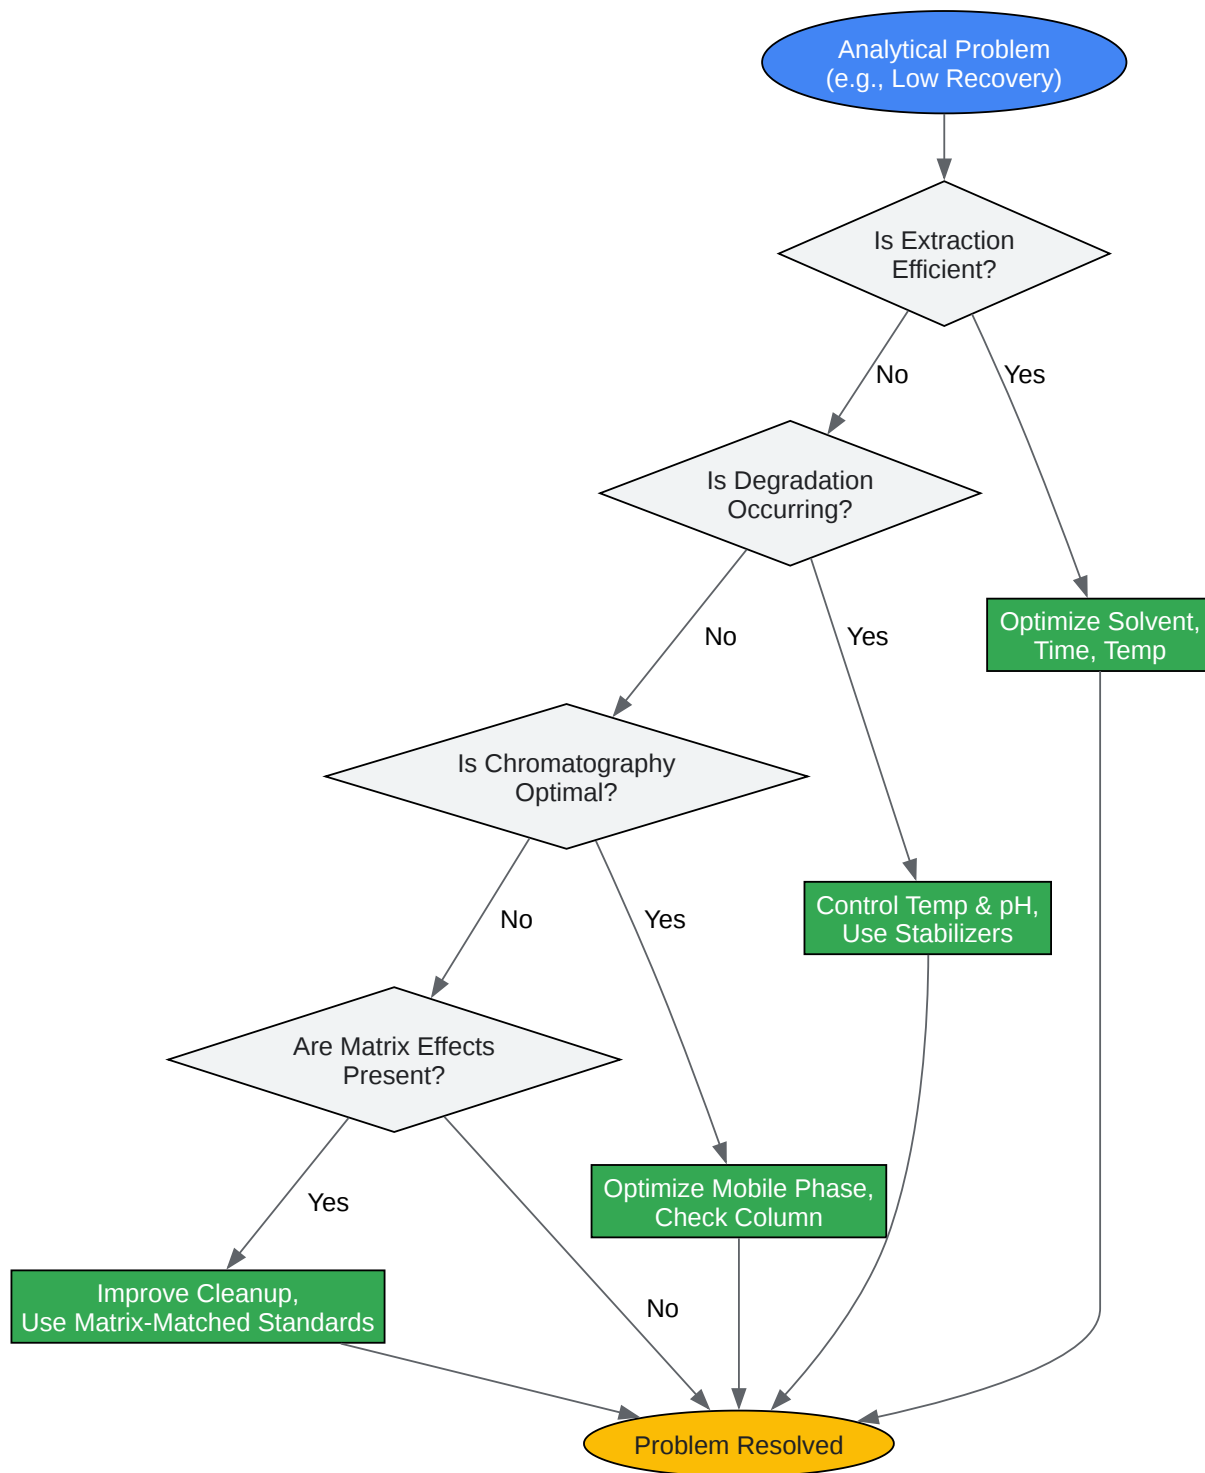 Analytical Problem
(e.g., Low Recovery)
Is Extraction
Efficient?
No
Yes
Is Degradation
Occurring?
Optimize Solvent,
Time, Temp
No
Yes
Is Chromatography
Optimal?
Control Temp & pH,
Use Stabilizers
No
Yes
Are Matrix Effects
Present?
Optimize Mobile Phase,
Check Column
Yes
No
Improve Cleanup,
Use Matrix-Matched Standards
Problem Resolved